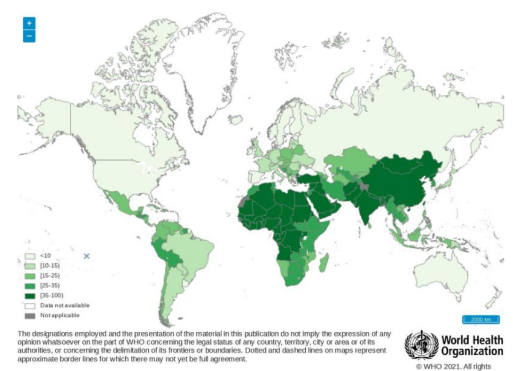 +
−
<10
[10-15)
[15-25)
[25-35)
[35-100)
Data not available
Not applicable
2000 km
The designations employed and the presentation of the material in this publication do not imply the expression of any
opinion whatsoever on the part of WHO concerning the legal status of any country, territory, city or area or of its
authorities, or concerning the delimitation of its frontiers or boundaries. Dotted and dashed lines on maps represent
approximate border lines for which there may not yet be full agreement.
World Health
Organization
© WHO 2021. All rights